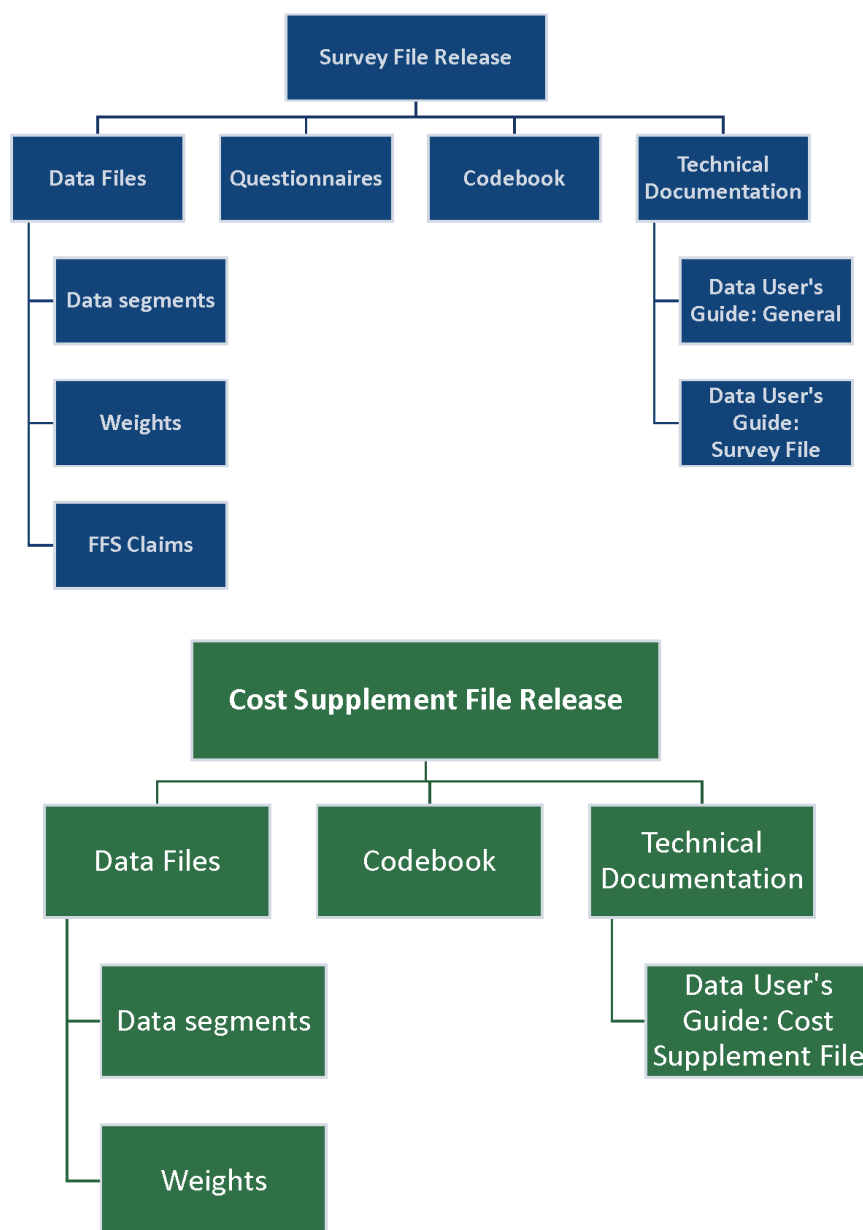 Survey File Release
Data Files
Questionnaires
Codebook
Technical
Documentation
Data segments
Weights
FFS Claims
Data User's
Guide: General
Data User's
Guide:
Survey File
Cost Supplement File Release
Data Files
Codebook
Technical
Documentation
Data segments
Weights
Data User's
Guide: Cost
Supplement File